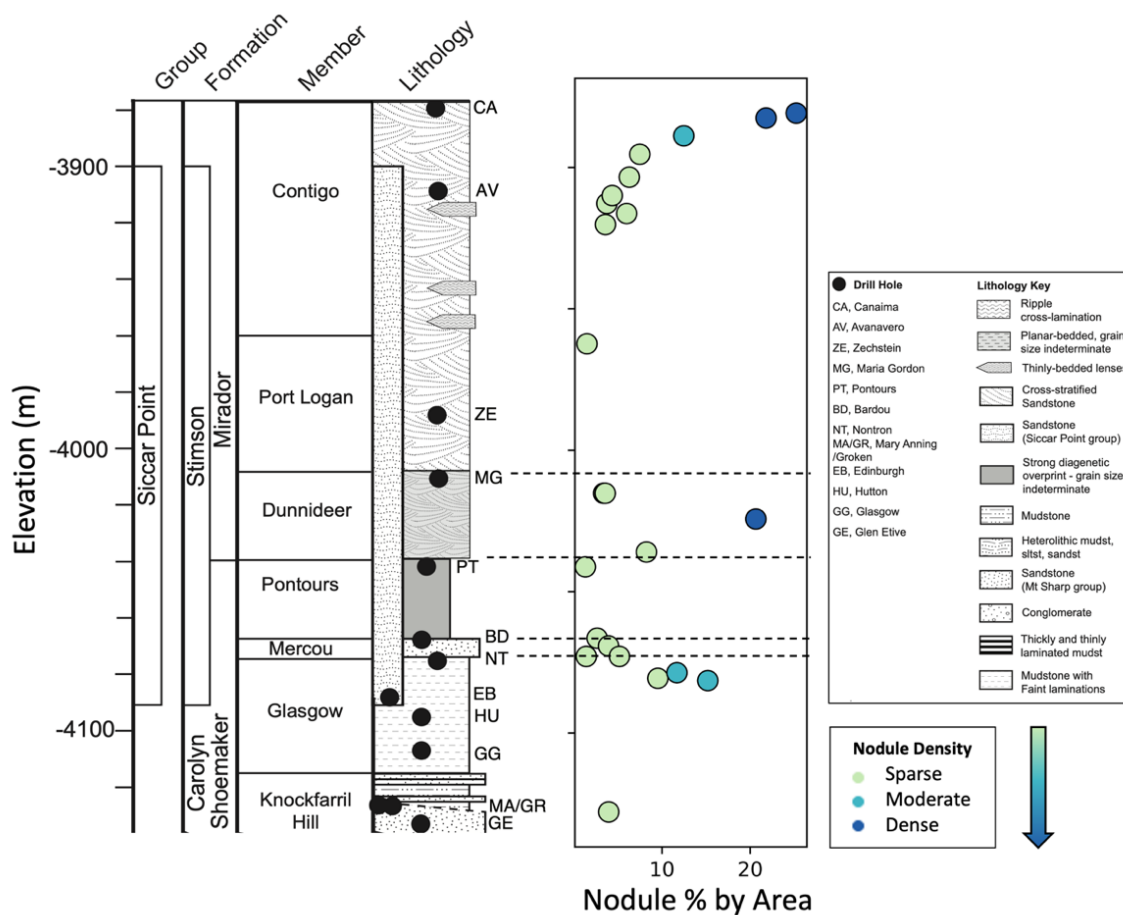 Group
Formation
Member
Lithology
Elevation (m)
-3900
-4000
-4100
Siccar Point
Stimson
Mirador
Carolyn
Shoemaker
Contigo
Port Logan
Dunnideer
Pontours
Mercou
Glasgow
Knockfarril
Hill
CA
AV
ZE
MG
PT
BD
NT
EB
HU
GG
MA/GR
GE
10
20
Nodule % by Area
Drill Hole
CA, Canaima
AV, Avanavero
ZE, Zechstein
MG, Maria Gordon
PT, Pontours
BD, Bardou
NT, Nontron
MA/GR, Mary Anning
/Groken
EB, Edinburgh
HU, Hutton
GG, Glasgow
GE, Glen Etive
Lithology Key
Ripple
cross-lamination
Planar-bedded, grain
size indeterminate
Thinly-bedded lenses
Cross-stratified
Sandstone
Sandstone
(Siccar Point group)
Strong diagenetic
overprint - grain size
indeterminate
Mudstone
Heterolithic mudst,
sltst, sandst
Sandstone
(Mt Sharp group)
Conglomerate
Thickly and thinly
laminated mudst
Mudstone with
Faint laminations
Nodule Density
Sparse
Moderate
Dense